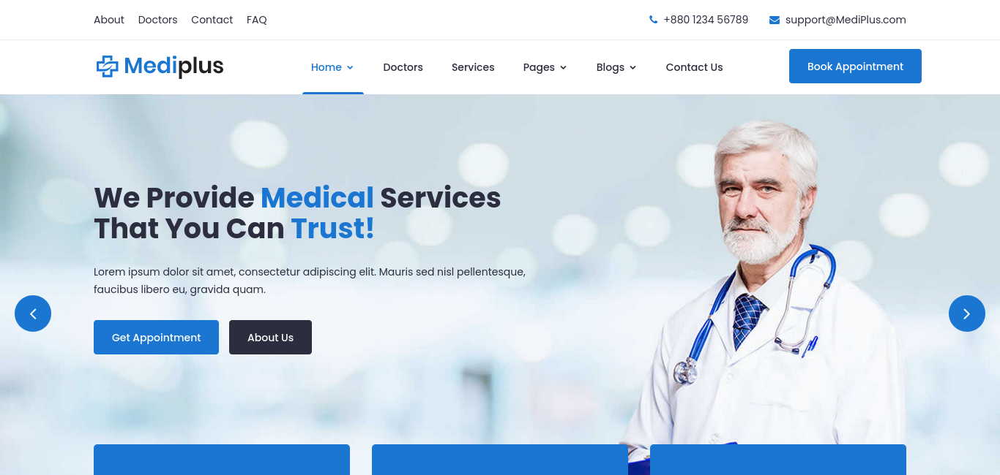 About Doctors Contact FAQ
+880 1234 56789 support@MediPlus.com
Mediplus
Home Doctors Services Pages Blogs Contact Us
Book Appointment
We Provide Medical Services
That You Can Trust!
Lorem ipsum dolor sit amet, consectetur adipiscing elit. Mauris sed nisl pellentesque,
faucibus libero eu, gravida quam.
Get Appointment About Us